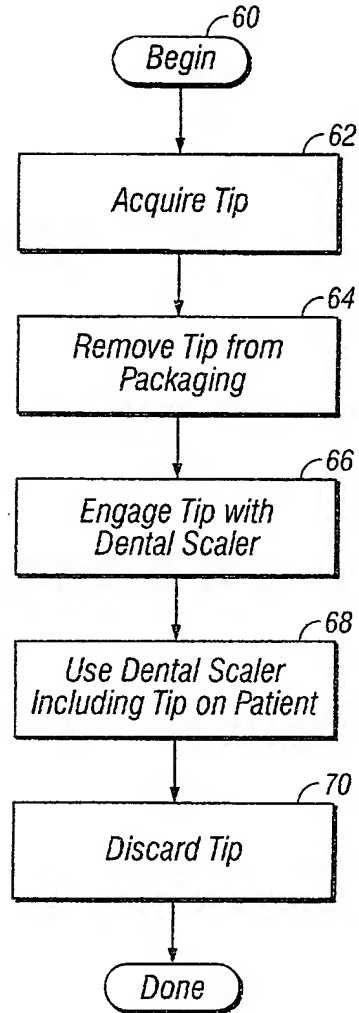 60
Begin
62
Acquire Tip
64
Remove Tip from
Packaging
66
Engage Tip with
Dental Scaler
68
Use Dental Scaler
Including Tip on Patient
70
Discard Tip
Done